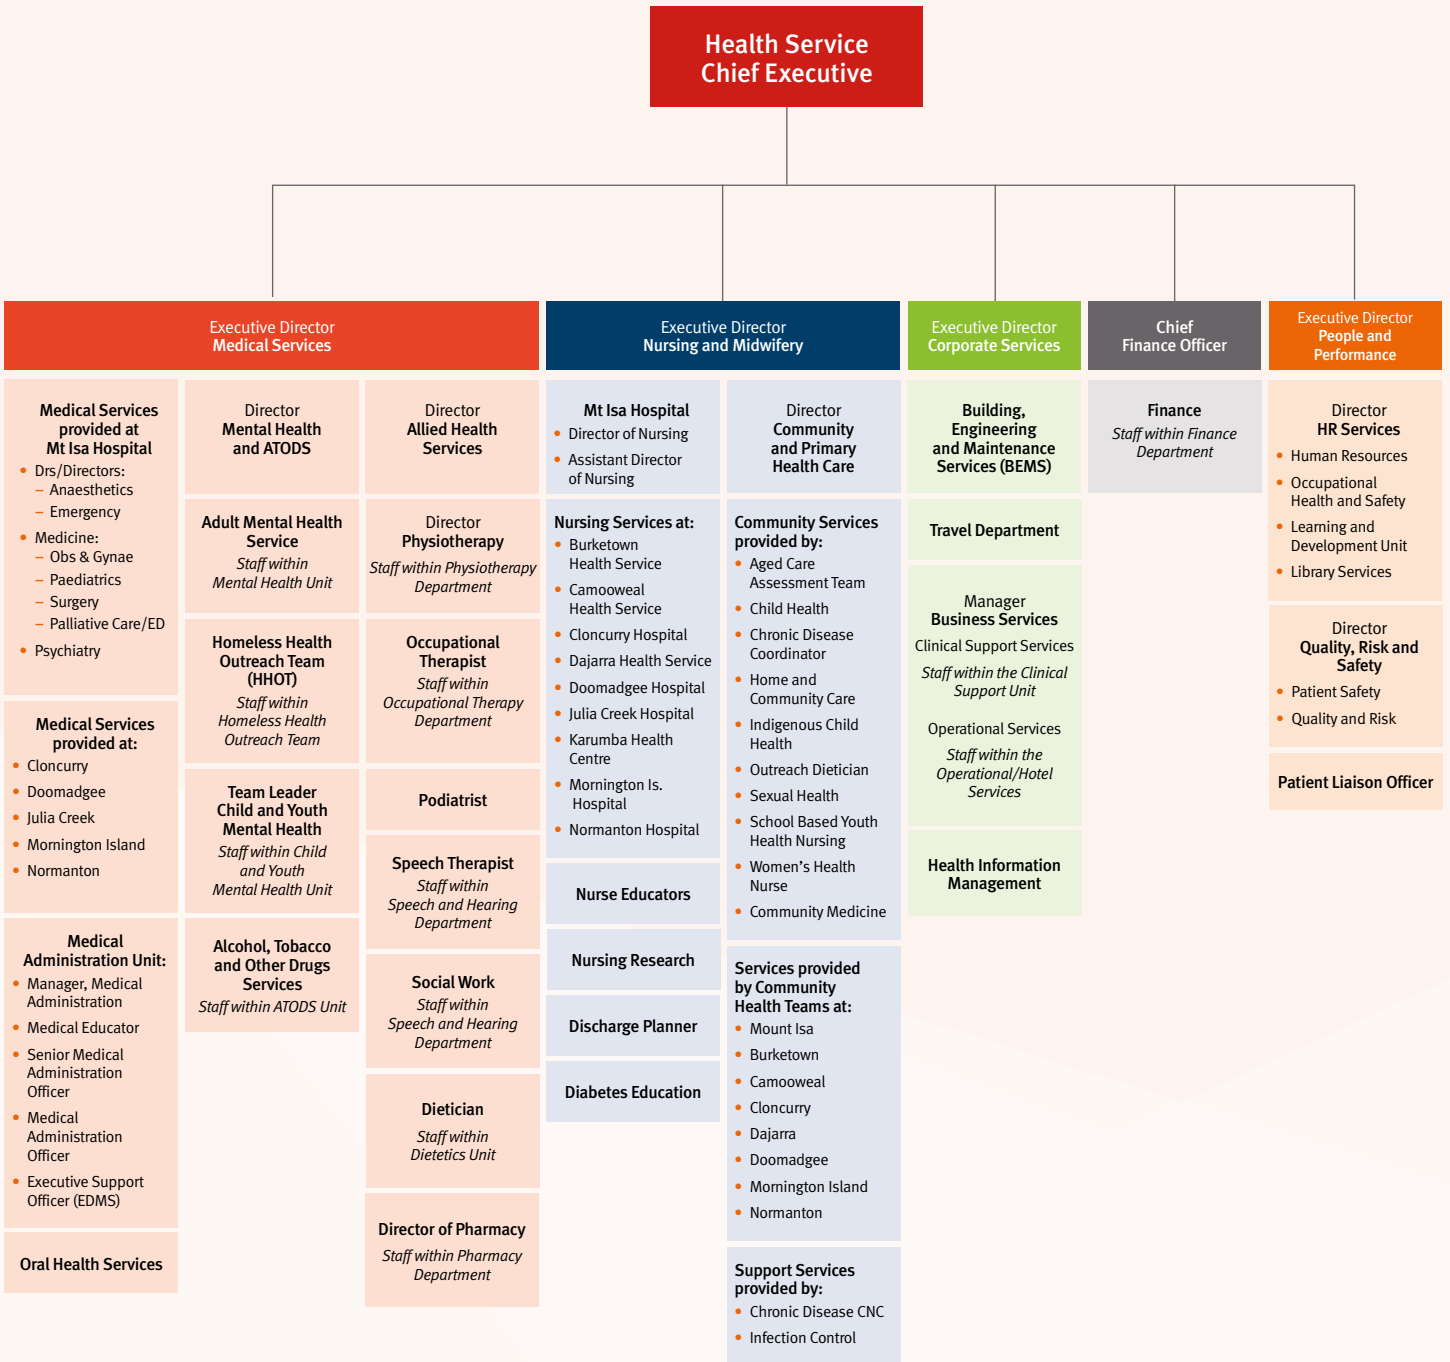 Health Service
Chief Executive
Executive Director
Medical Services
Executive Director
Nursing and Midwifery
Executive Director
Corporate Services
Chief
Finance Officer
Executive Director
People and
Performance
Medical Services
provided at
Mt Isa Hospital
• Drs/Directors:
– Anaesthetics
– Emergency
• Medicine:
– Obs & Gynae
– Paediatrics
– Surgery
– Palliative Care/ED
• Psychiatry
Medical Services
provided at:
• Cloncurry
• Doomadgee
• Julia Creek
• Mornington Island
• Normanton
Medical
Administration Unit:
• Manager, Medical
Administration
• Medical Educator
• Senior Medical
Administration
Officer
• Medical
Administration
Officer
• Executive Support
Officer (EDMS)
Oral Health Services
Director
Mental Health
and ATODS
Adult Mental Health
Service
Staff within
Mental Health Unit
Homeless Health
Outreach Team
(HHOT)
Staff within
Homeless Health
Outreach Team
Team Leader
Child and Youth
Mental Health
Staff within Child
and Youth
Mental Health Unit
Alcohol, Tobacco
and Other Drugs
Services
Staff within ATODS Unit
Director
Allied Health
Services
Director
Physiotherapy
Staff within Physiotherapy
Department
Occupational
Therapist
Staff within
Occupational Therapy
Department
Podiatrist
Speech Therapist
Staff within
Speech and Hearing
Department
Social Work
Staff within
Speech and Hearing
Department
Dietician
Staff within
Dietetics Unit
Director of Pharmacy
Staff within Pharmacy
Department
Mt Isa Hospital
• Director of Nursing
• Assistant Director
of Nursing
Nursing Services at:
• Burketown
Health Service
• Camooweal
Health Service
• Cloncurry Hospital
• Dajarra Health Service
• Doomadgee Hospital
• Julia Creek Hospital
• Karumba Health
Centre
• Mornington Is.
Hospital
• Normanton Hospital
Nurse Educators
Nursing Research
Discharge Planner
Diabetes Education
Director
Community
and Primary
Health Care
Community Services
provided by:
• Aged Care
Assessment Team
• Child Health
• Chronic Disease
Coordinator
• Home and
Community Care
• Indigenous Child
Health
• Outreach Dietician
• Sexual Health
• School Based Youth
Health Nursing
• Women's Health
Nurse
• Community Medicine
Services provided
by Community
Health Teams at:
• Mount Isa
• Burketown
• Camooweal
• Cloncurry
• Dajarra
• Doomadgee
• Mornington Island
• Normanton
Support Services
provided by:
• Chronic Disease CNC
• Infection Control
Building,
Engineering
and Maintenance
Services (BEMS)
Travel Department
Manager
Business Services
Clinical Support Services
Staff within the Clinical
Support Unit
Operational Services
Staff within the
Operational/Hotel
Services
Health Information
Management
Finance
Staff within Finance
Department
Director
HR Services
• Human Resources
• Occupational
Health and Safety
• Learning and
Development Unit
• Library Services
Director
Quality, Risk and
Safety
• Patient Safety
• Quality and Risk
Patient Liaison Officer